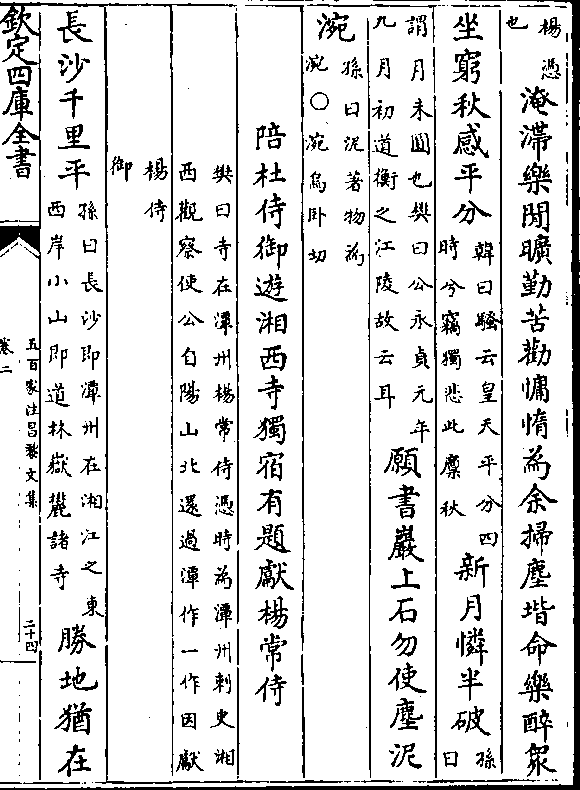 楊憑
也
淹滯樂閒曠勤苦勸慵惰為余掃塵堦命樂醉眾
坐窮秋感平分
韓曰騷云皇天平分四
時兮竊獨悲此廩秋
新月憐半破
孫曰
謂月未圓也樊曰公永貞元年
九月初道衡之江陵故云耳
願書巖上石勿使塵泥
涴
孫曰泥著物為
涴○涴烏卧切
陪杜侍御遊湘西寺獨宿有題獻楊常侍
樊曰寺在潭州楊常侍憑時為潭州刺史湘
西觀察使公自陽山北還過潭作一作因獻
楊侍
御
長沙千里平
孫曰長沙即潭州在湘江之東
西岸小山即道林嶽麓諸寺
勝地猶在
欽定四庫全書
五百家注昌黎文集
卷二
二十四